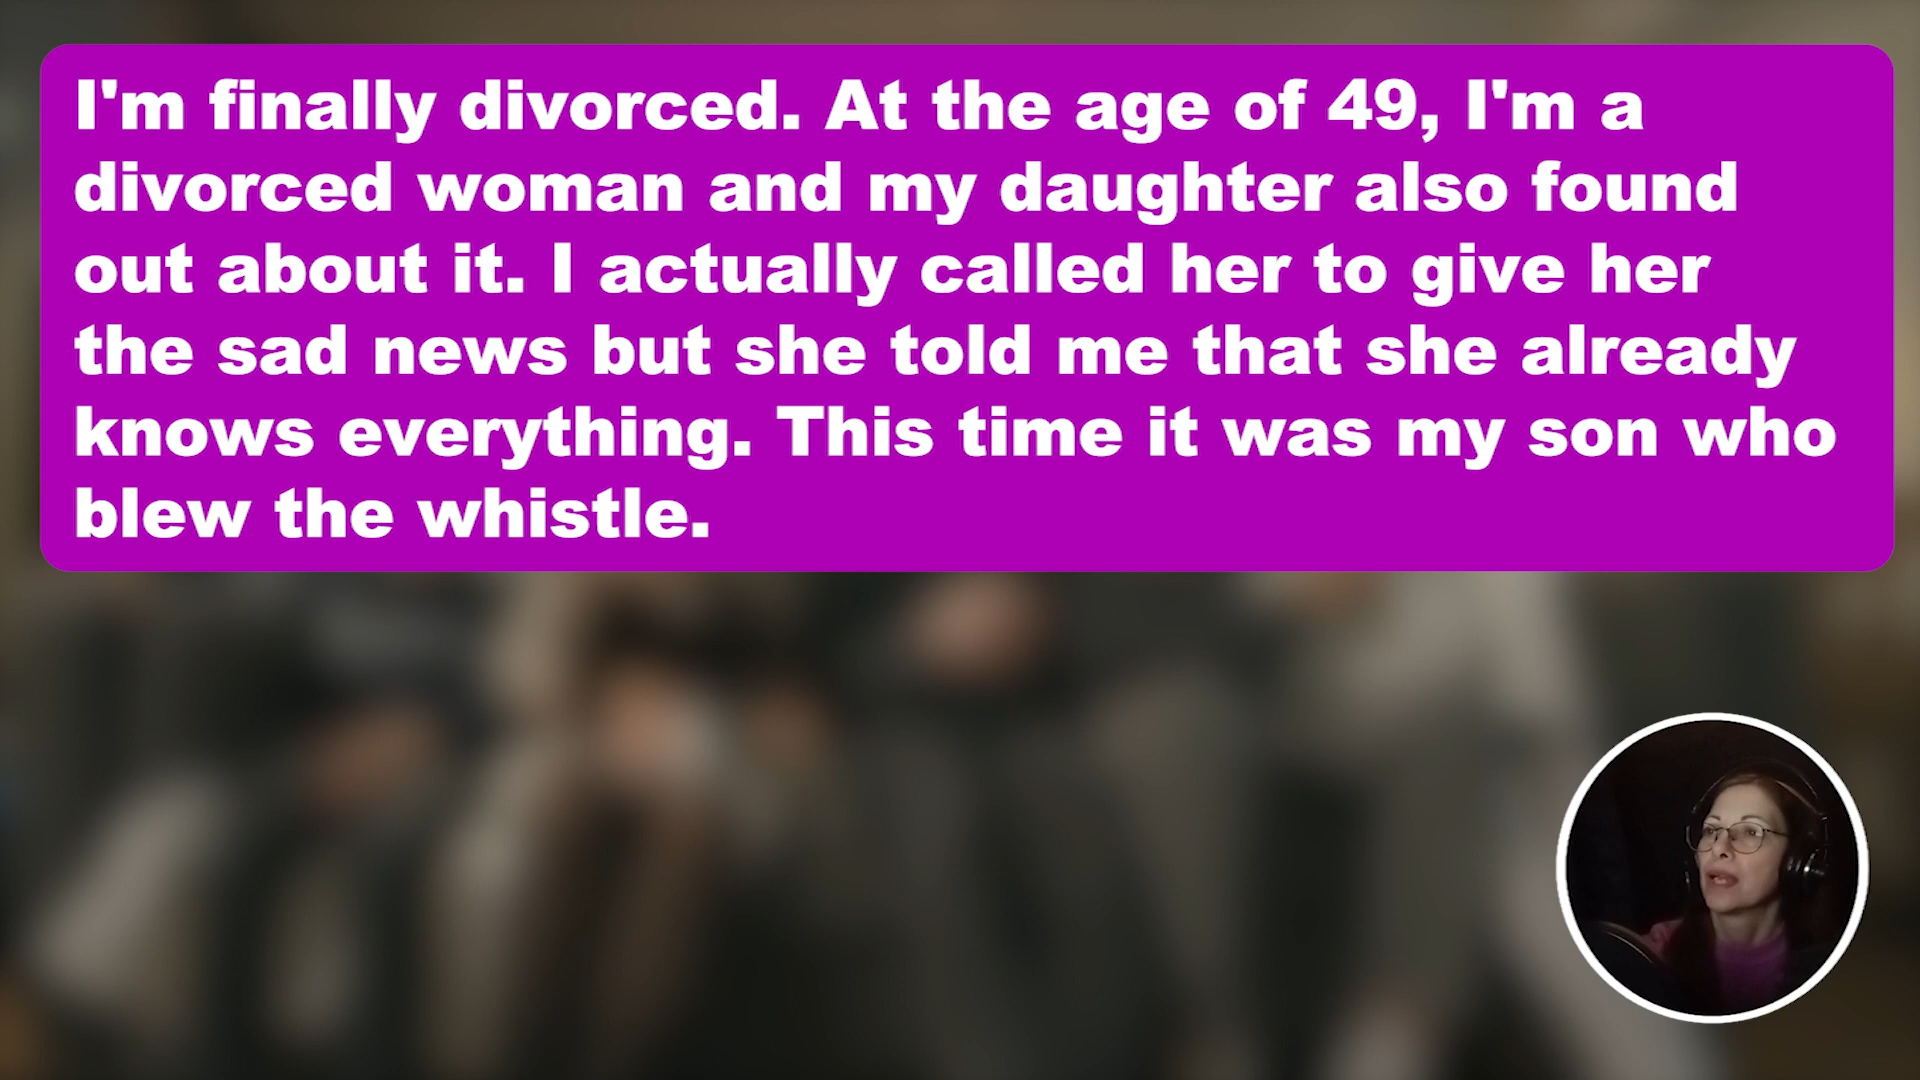 I'm finally divorced. At the age of 49, I'm a
divorced woman and my daughter also found
out about it. I actually called her to give her
the sad news but she told me that she already
knows everything. This time it was my son who
blew the whistle.